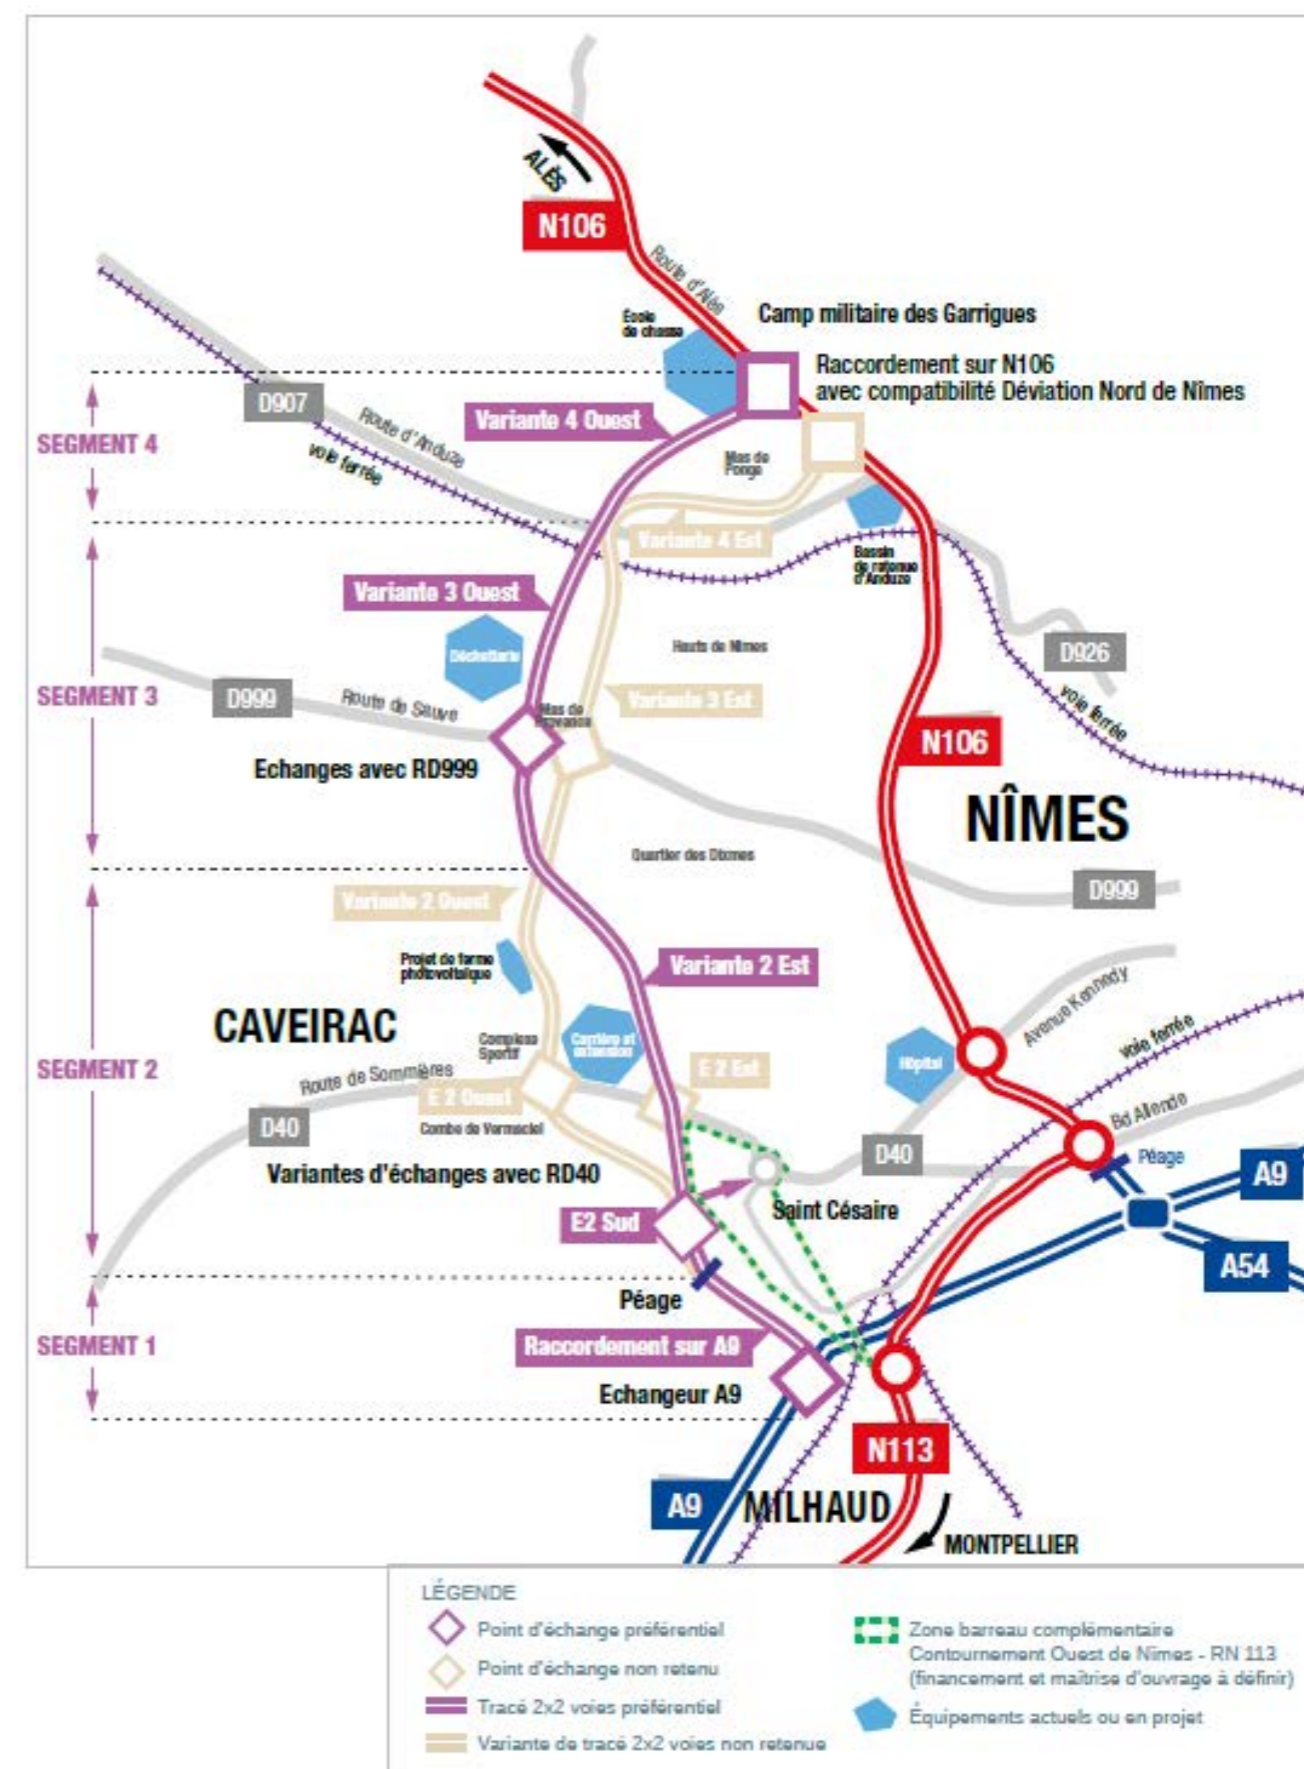 ALÈS
N106
Route d'Alès
École
de chasse
Camp militaire des Garrigues
Raccordement sur N106
avec compatibilité Déviation Nord de Nîmes
D907
Route d'Anduze
voie ferrée
SEGMENT 4
Variante 4 Ouest
Mas de
Ponge
Variante 4 Est
Bassin
de retenue
d'Anduze
Variante 3 Ouest
Déchetterie
Hauts de Nîmes
D926
voie ferrée
SEGMENT 3
D999
Route de Sauve
Mas de
Provence
Variante 3 Est
N106
Echanges avec RD999
NÎMES
Quartier des Dixmes
D999
Variante 2 Ouest
Projet de ferme
photovoltaïque
Variante 2 Est
Avenue Kennedy
CAVEIRAC
Complexe
Sportif
Carrière et
extension
voie ferrée
Hôpital
SEGMENT 2
Route de Sommières
E 2 Est
E 2 Ouest
Bd Allende
D40
Combe de Vermaciel
D40
Péage
A9
Variantes d'échanges avec RD40
E2 Sud
Saint Césaire
A54
Péage
SEGMENT 1
Raccordement sur A9
Echangeur A9
N113
A9
MILHAUD
MONTPELLIER
LÉGENDE
Point d'échange préférentiel
Point d'échange non retenu
Tracé 2x2 voies préférentiel
Variante de tracé 2x2 voies non retenue
Zone barreau complémentaire
Contournement Ouest de Nîmes - RN 113
(financement et maîtrise d'ouvrage à définir)
Équipements actuels ou en projet